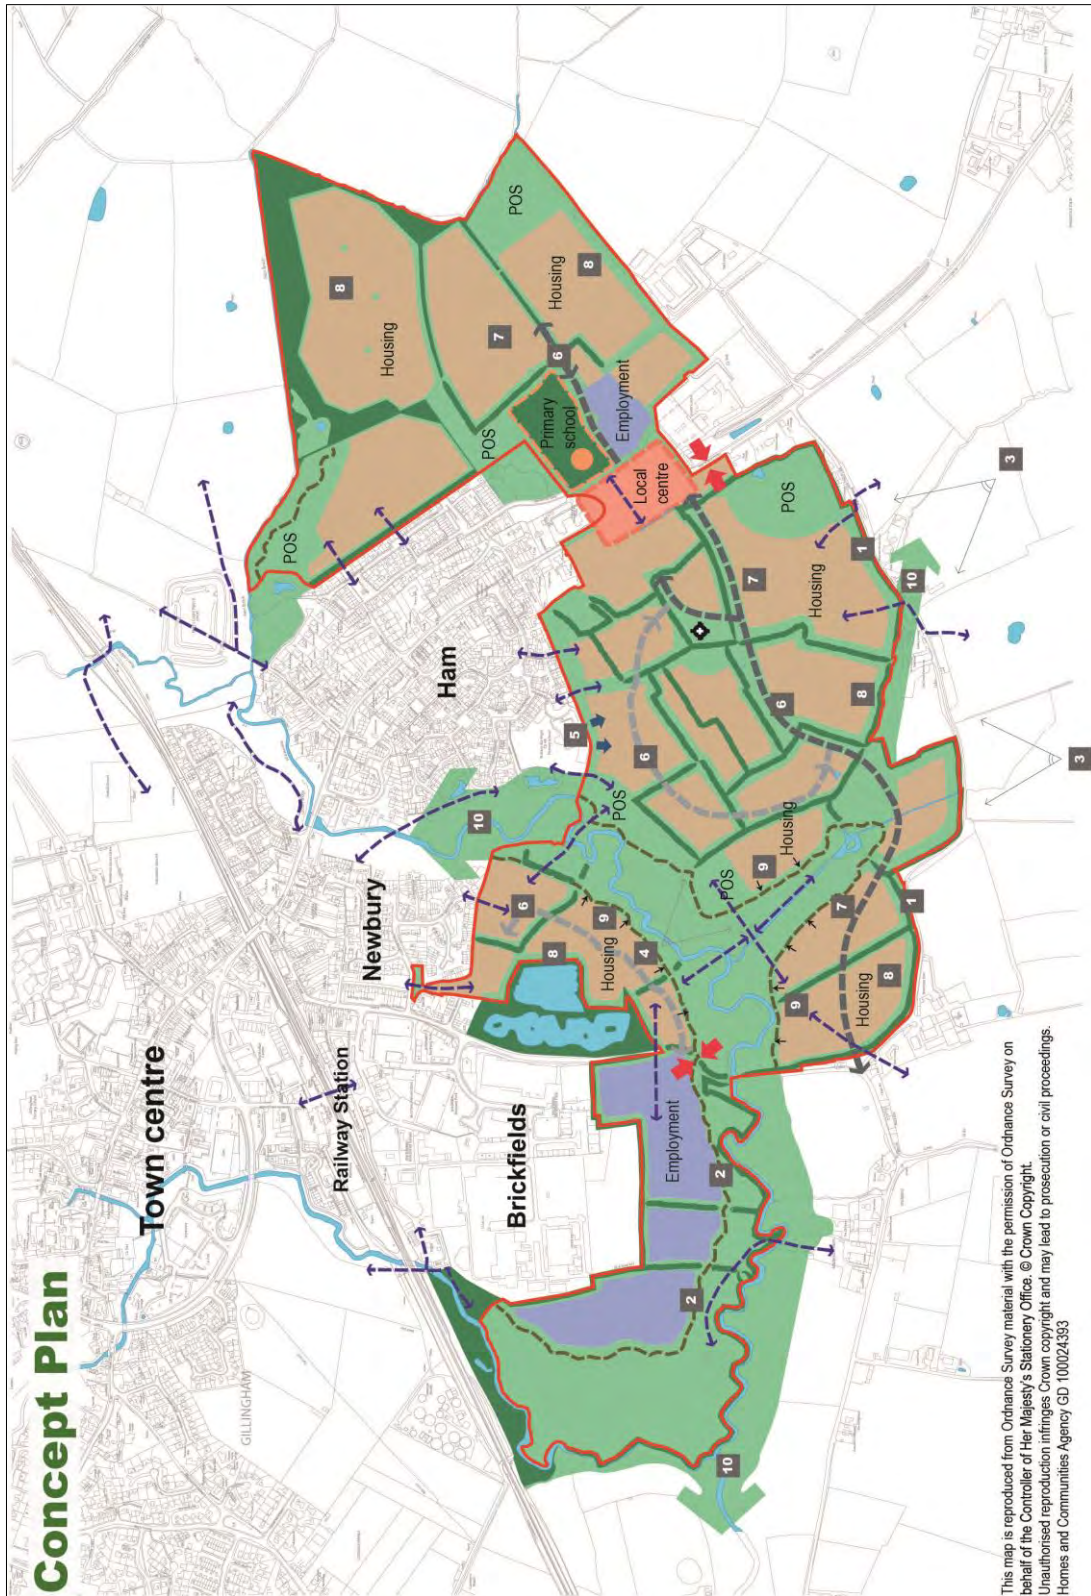 Concept Plan
Town centre
GILLINGHAM
Railway Station
Newbury
Ham
Brickfields
POS
Housing
8
8
Housing
POS
7
6
Primary
school
Employment
POS
Local
centre
POS
5
7
Housing
1
10
3
6
6
8
3
10
POS
6
9
Housing
POS
8
Housing
9
4
7
1
9
8
Housing
Employment
2
2
10
This map is reproduced from Ordnance Survey material with the permission of Ordnance Survey on
behalf of the Controller of Her Majesty's Stationery Office. © Crown Copyright.
Unauthorised reproduction infringes Crown copyright and may lead to prosecution or civil proceedings.
Homes and Communities Agency GD 100024393